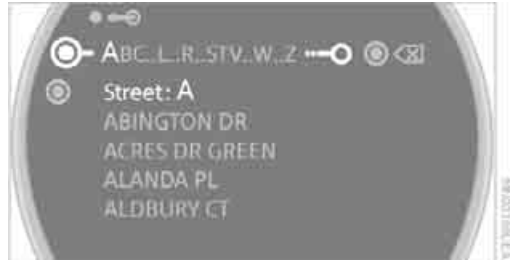 ABC..L..R..STV..W..Z
Street: A
ABINGTON DR
ACRES DR GREEN
ALANDA PL
ALDBURY CT